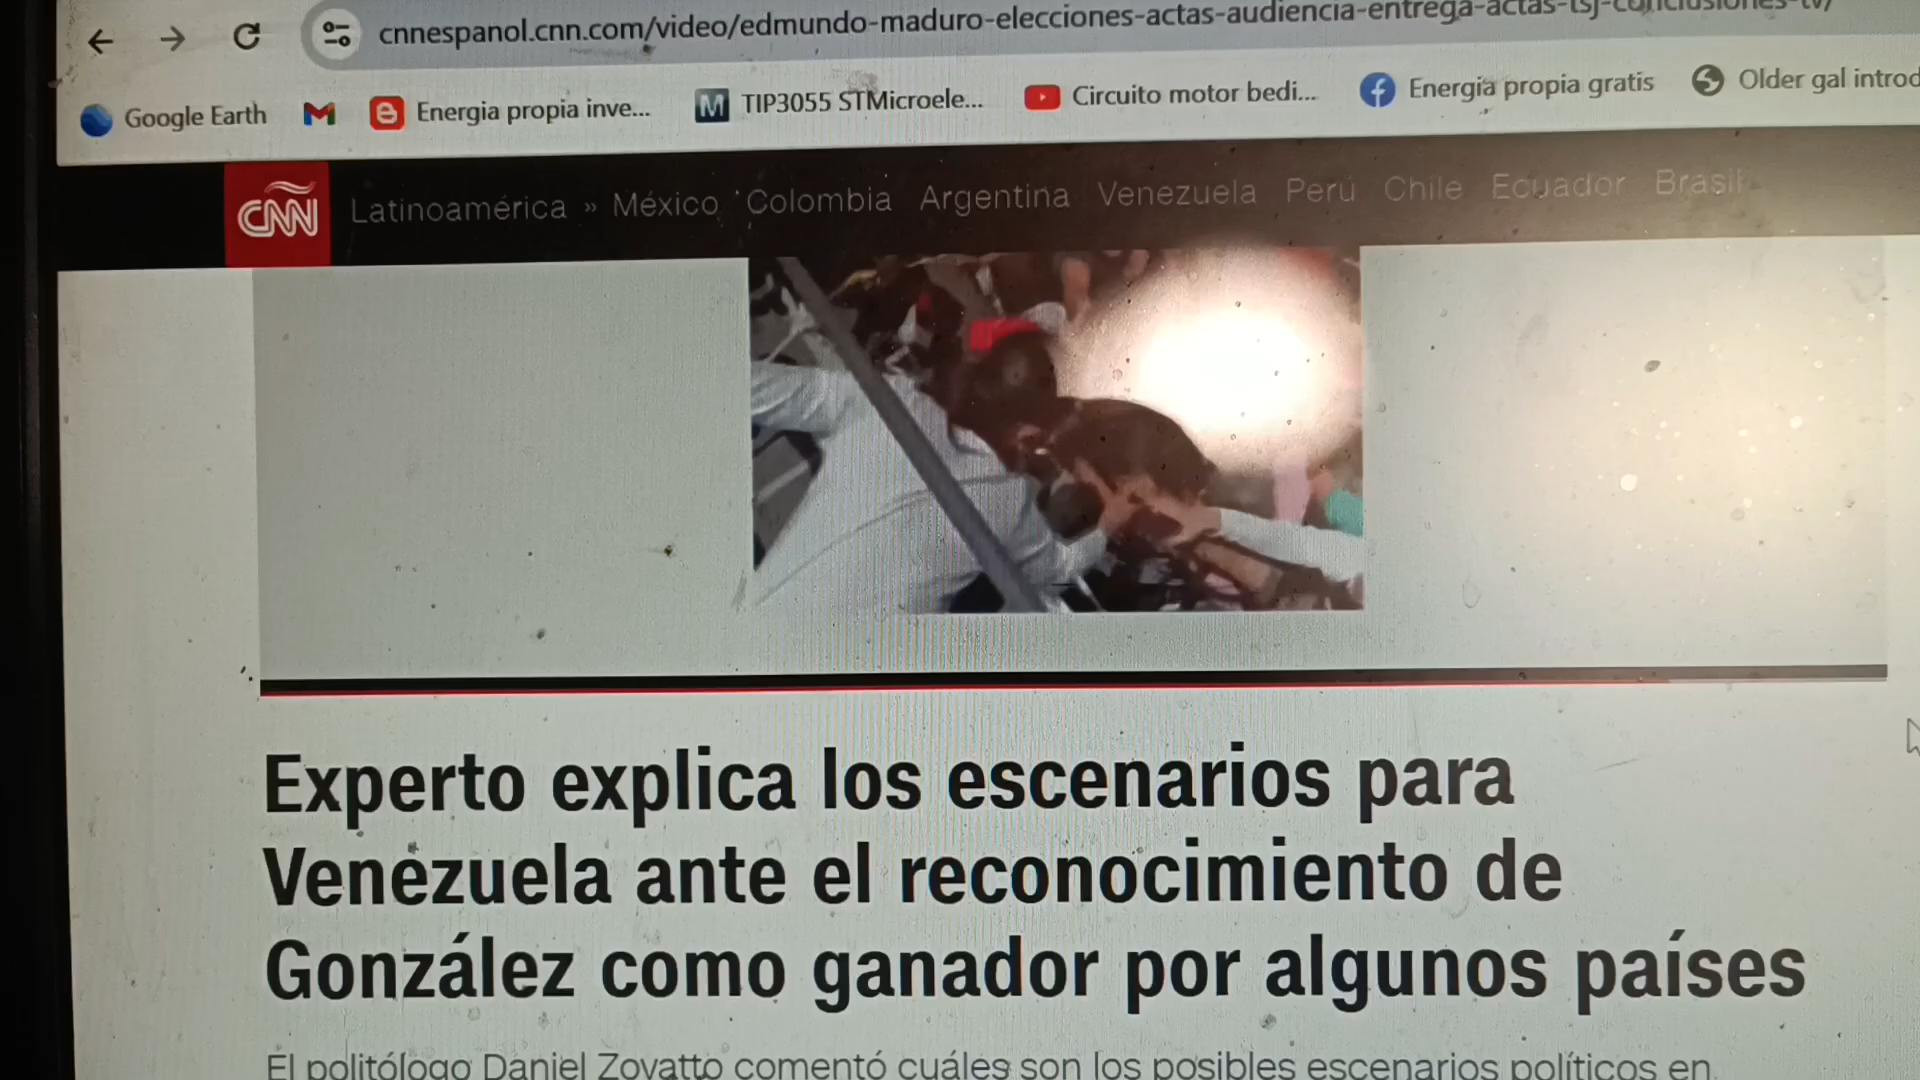 cnnespanol.cnn.com/video/edmundo-maduro-elecciones-actas-audiencia-entrega-actas-tsj-conclusiones-tv/
Google Earth
Energia propia inve...
TIP3055 STMicroele...
Circuito motor bedi...
Energía propia gratis
Older gal introd
CNN
Latinoamérica » México Colombia Argentina Venezuela Perú Chile Ecuador Brasil
Experto explica los escenarios para
Venezuela ante el reconocimiento de
González como ganador por algunos países
El politólogo Daniel Zovatto comentó cuáles son los posibles escenarios políticos en